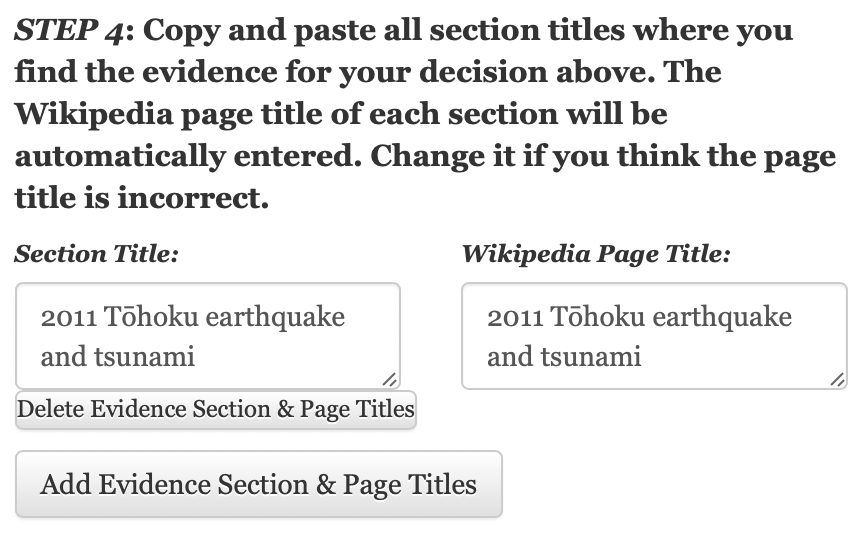 STEP 4: Copy and paste all section titles where you
find the evidence for your decision above. The
Wikipedia page title of each section will be
automatically entered. Change it if you think the page
title is incorrect.
Section Title:
2011 Tōhoku earthquake
and tsunami
Delete Evidence Section & Page Titles
Wikipedia Page Title:
2011 Tōhoku earthquake
and tsunami
Add Evidence Section & Page Titles